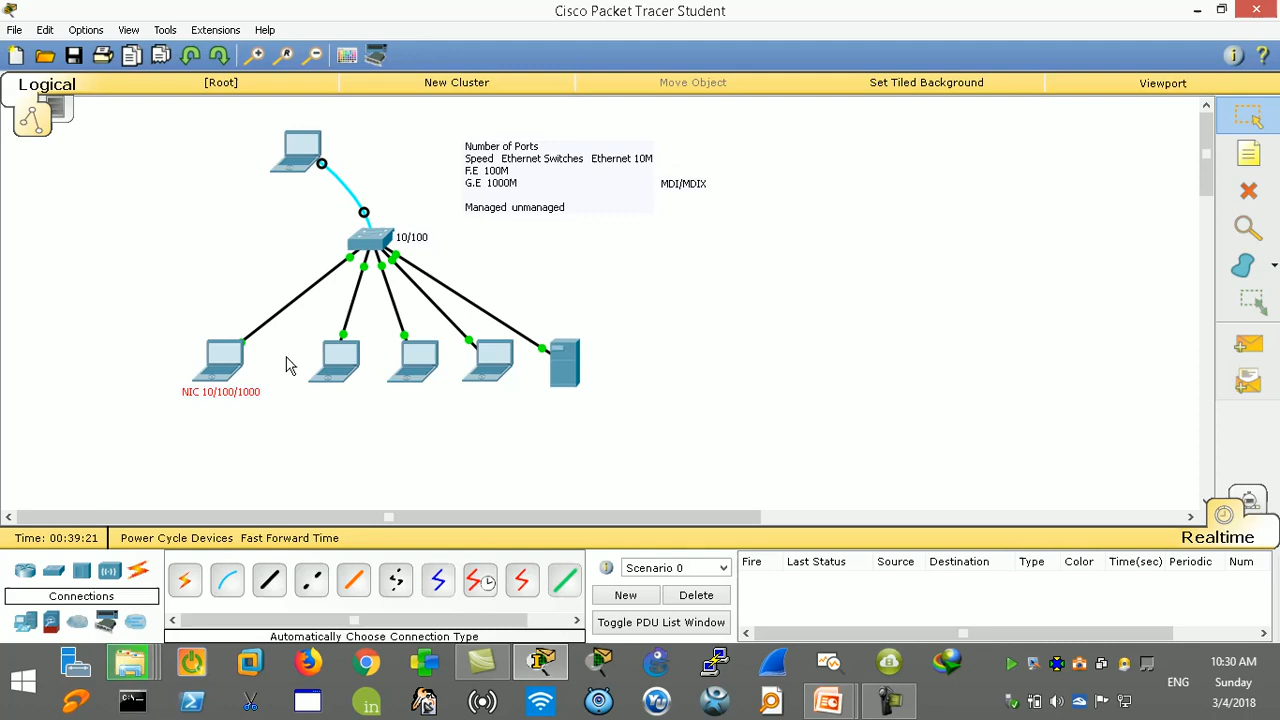 Cisco Packet Tracer Student
File Edit Options View Tools Extensions Help
Logical [Root] New Cluster Move Object Set Tiled Background Viewport
Number of Ports
Speed Ethernet Switches Ethernet 10M
F.E 100M
G.E 1000M MDI/MDIX
Managed unmanaged
10/100
NIC 10/100/1000
Realtime
Time: 00:39:21 Power Cycle Devices Fast Forward Time
Scenario 0
Fire Last Status Source Destination Type Color Time(sec) Periodic Num
Connections
New Delete
Toggle PDU List Window
Automatically Choose Connection Type
10:30 AM
ENG Sunday
3/4/2018
in